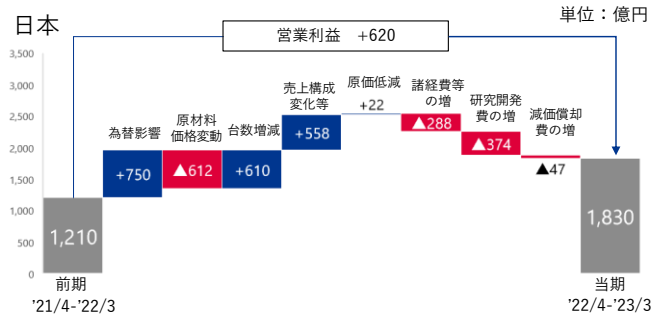 日本
単位：億円
営業利益 +620
3,500
3,000
2,500
2,000
1,500
1,000
500
0
1,210
為替影響
+750
原材料
価格変動
▲612
台数増減
+610
売上構成
変化等
+558
原価低減
+22
諸経費等
の増
▲288
研究開発
費の増
▲374
減価償却
費の増
▲47
1,830
前期
’21/4-’22/3
当期
’22/4-’23/3